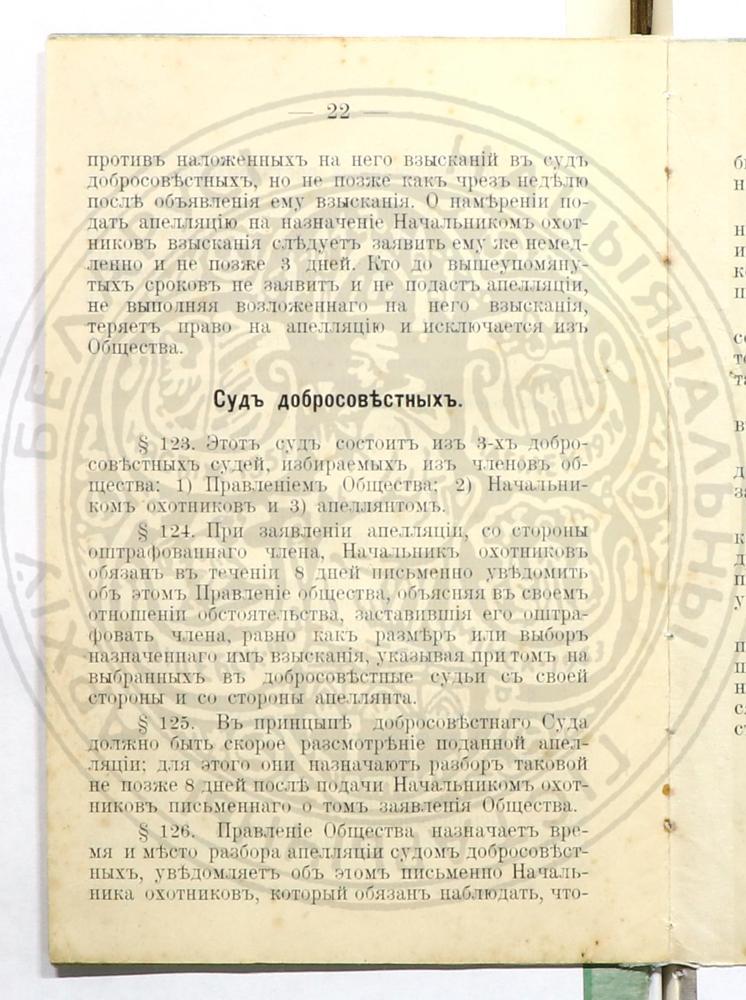 — 22 —
противъ наложенныхъ на него взысканій въ судъ
добросовѣстныхъ, но не позже какъ чрезъ недѣлю
послѣ объявленія ему взысканія. О намѣреніи по-
дать апелляцію на назначеніе Начальникомъ охот-
никовъ взысканія слѣдуетъ заявить ему же немед-
ленно и не позже 3 дней. Кто до вышеупомяну-
тыхъ сроковъ не заявитъ и не подастъ апелляціи,
не выполняя возложеннаго на него взысканія,
теряетъ право на апелляцію и исключается изъ
Общества.
Судъ добросовѣстныхъ.
§ 123. Этотъ судъ состоитъ изъ 3-хъ добро-
совѣстныхъ судей, избираемыхъ изъ членовъ об-
щества: 1) Правленіемъ Общества; 2) Начальни-
комъ охотниковъ и 3) апеллянтомъ.
§ 124. При заявленіи апелляціи, со стороны
оштрафованнаго члена, Начальникъ охотниковъ
обязанъ въ теченіи 8 дней письменно увѣдомить
объ этомъ Правленіе общества, объясняя въ своемъ
отношеніи обстоятельства, заставившія его оштра-
фовать члена, равно какъ размѣръ или выборъ
назначеннаго имъ взысканія, указывая при томъ на
выбранныхъ въ добросовѣстные судьи съ своей
стороны и со стороны апеллянта.
§ 125. Въ принцыпѣ добросовѣстнаго Суда
должно быть скорое разсмотрѣніе поданной апел-
ляціи; для этого они назначаютъ разборъ таковой
не позже 8 дней послѣ подачи Начальникомъ охот-
никовъ письменнаго о томъ заявленія Общества.
§ 126. Правленіе Общества назначаетъ вре-
мя и мѣсто разбора апелляціи судомъ добросовѣст-
ныхъ, увѣдомляетъ объ этомъ письменно Началь-
ника охотниковъ, который обязанъ наблюдать, что-